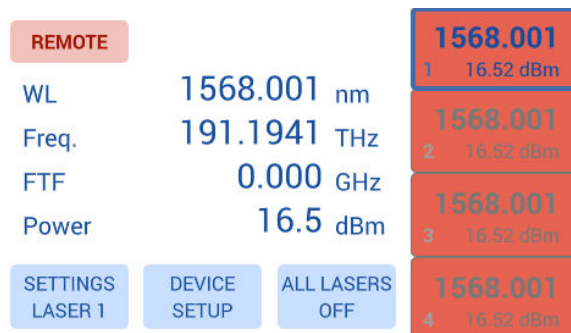 REMOTE
WL 1568.001 nm
Freq. 191.1941 THz
FTF 0.000 GHz
Power 16.5 dBm
SETTINGS
LASER 1
DEVICE
SETUP
ALL LASERS
OFF
1568.001
1 16.52 dBm
1568.001
2 16.52 dBm
1568.001
3 16.52 dBm
1568.001
4 16.52 dBm